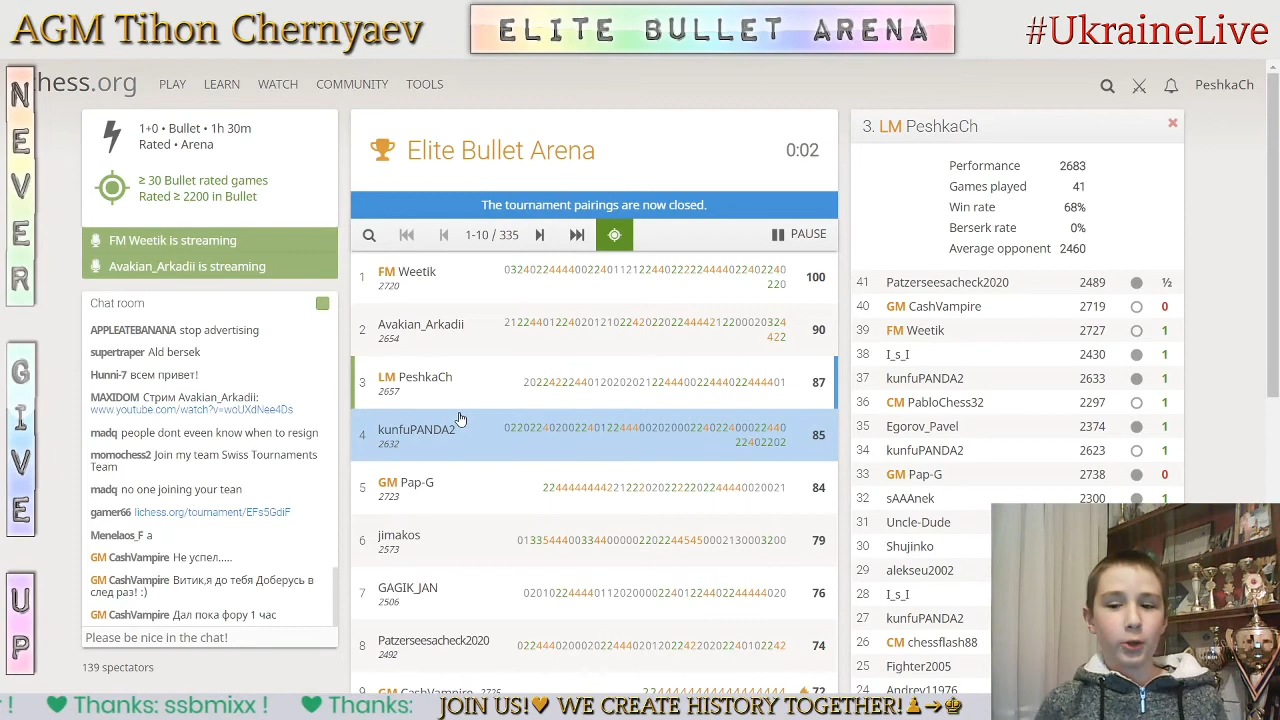 AGM Tihon Chernyaev
ELITE BULLET ARENA
#UkraineLive
NEVER
GIVE
UP
hess.org
PLAY LEARN WATCH COMMUNITY TOOLS
PeshkaCh
1+0 • Bullet • 1h 30m
Rated • Arena
≥ 30 Bullet rated games
Rated ≥ 2200 in Bullet
FM Weetik is streaming
Avakian_Arkadii is streaming
Chat room
APPLEATEBANANA stop advertising
supertraper Ald bersek
Hunni-7 всем привет!
MAXIDOM Стрим Avakian_Arkadii:
www.youtube.com/watch?v=woUXdNee4Ds
madq people dont eveen know when to resign
momochess2 Join my team Swiss Tournaments
Team
madq no one joining your tean
gamer66 lichess.org/tournament/EFs5GdiF
Menelaos_F a
GM CashVampire Не успел.....
GM CashVampire Витик,я до тебя Доберусь в
след раз! :)
GM CashVampire Дал пока фору 1 час
Please be nice in the chat!
139 spectators
Elite Bullet Arena 0:02
The tournament pairings are now closed.
1-10 / 335 PAUSE
1 FM Weetik 100
2720
2 Avakian_Arkadii 90
2654
3 LM PeshkaCh 87
2657
4 kunfuPANDA2 85
2632
5 GM Pap-G 84
2723
6 jimakos 79
2573
7 GAGIK_JAN 76
2506
8 Patzerseesacheck2020 74
2492
9 GM CashVampire 72
3. LM PeshkaCh
Performance 2683
Games played 41
Win rate 68%
Berserk rate 0%
Average opponent 2460
41 Patzerseesacheck2020 2489 ½
40 GM CashVampire 2719 0
39 FM Weetik 2727 1
38 I_s_I 2430 1
37 kunfuPANDA2 2633 1
36 CM PabloChess32 2297 1
35 Egorov_Pavel 2374 1
34 kunfuPANDA2 2623 1
33 GM Pap-G 2738 0
32 sAAAnek 2300 1
31 Uncle-Dude
30 Shujinko
29 alekseu2002
28 I_s_I
27 kunfuPANDA2
26 CM chessflash88
25 Fighter2005
24 Andrey11976
! Thanks: ssbmixx ! Thanks: JOIN US! WE CREATE HISTORY TOGETHER!